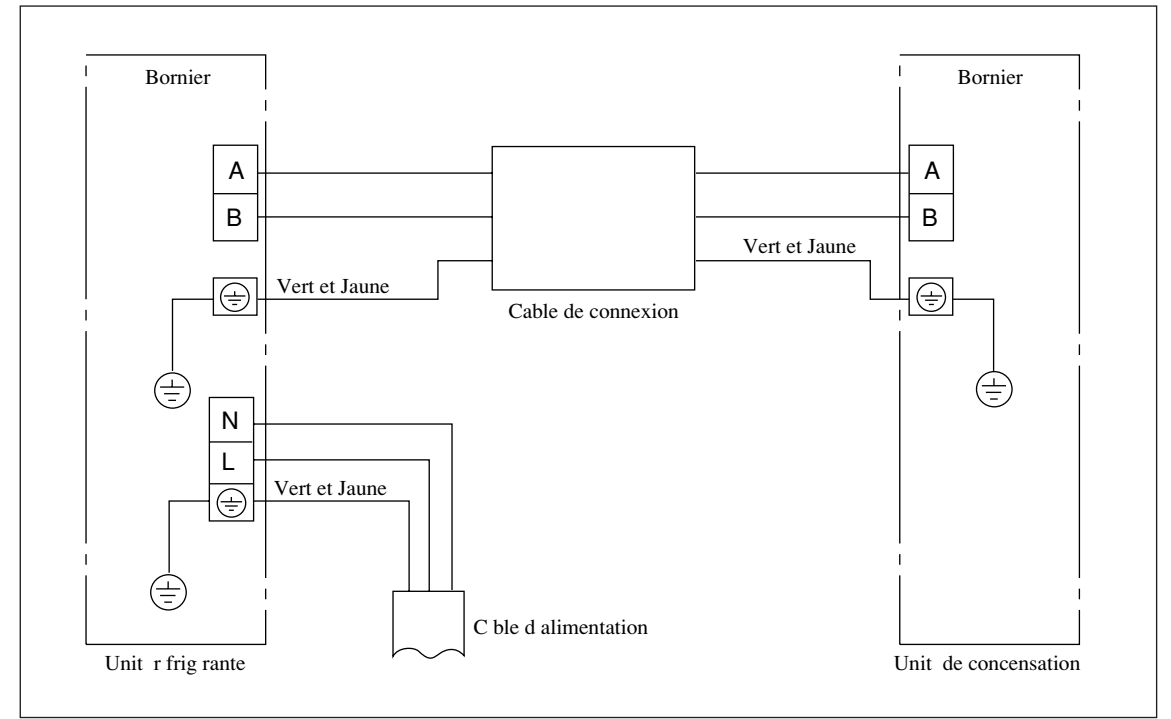 Bornier
Bornier
A
A
B
B
Vert et Jaune
Vert et Jaune
Cable de connexion
N
L
Vert et Jaune
C ble d alimentation
Unit r frig rante
Unit de concensation